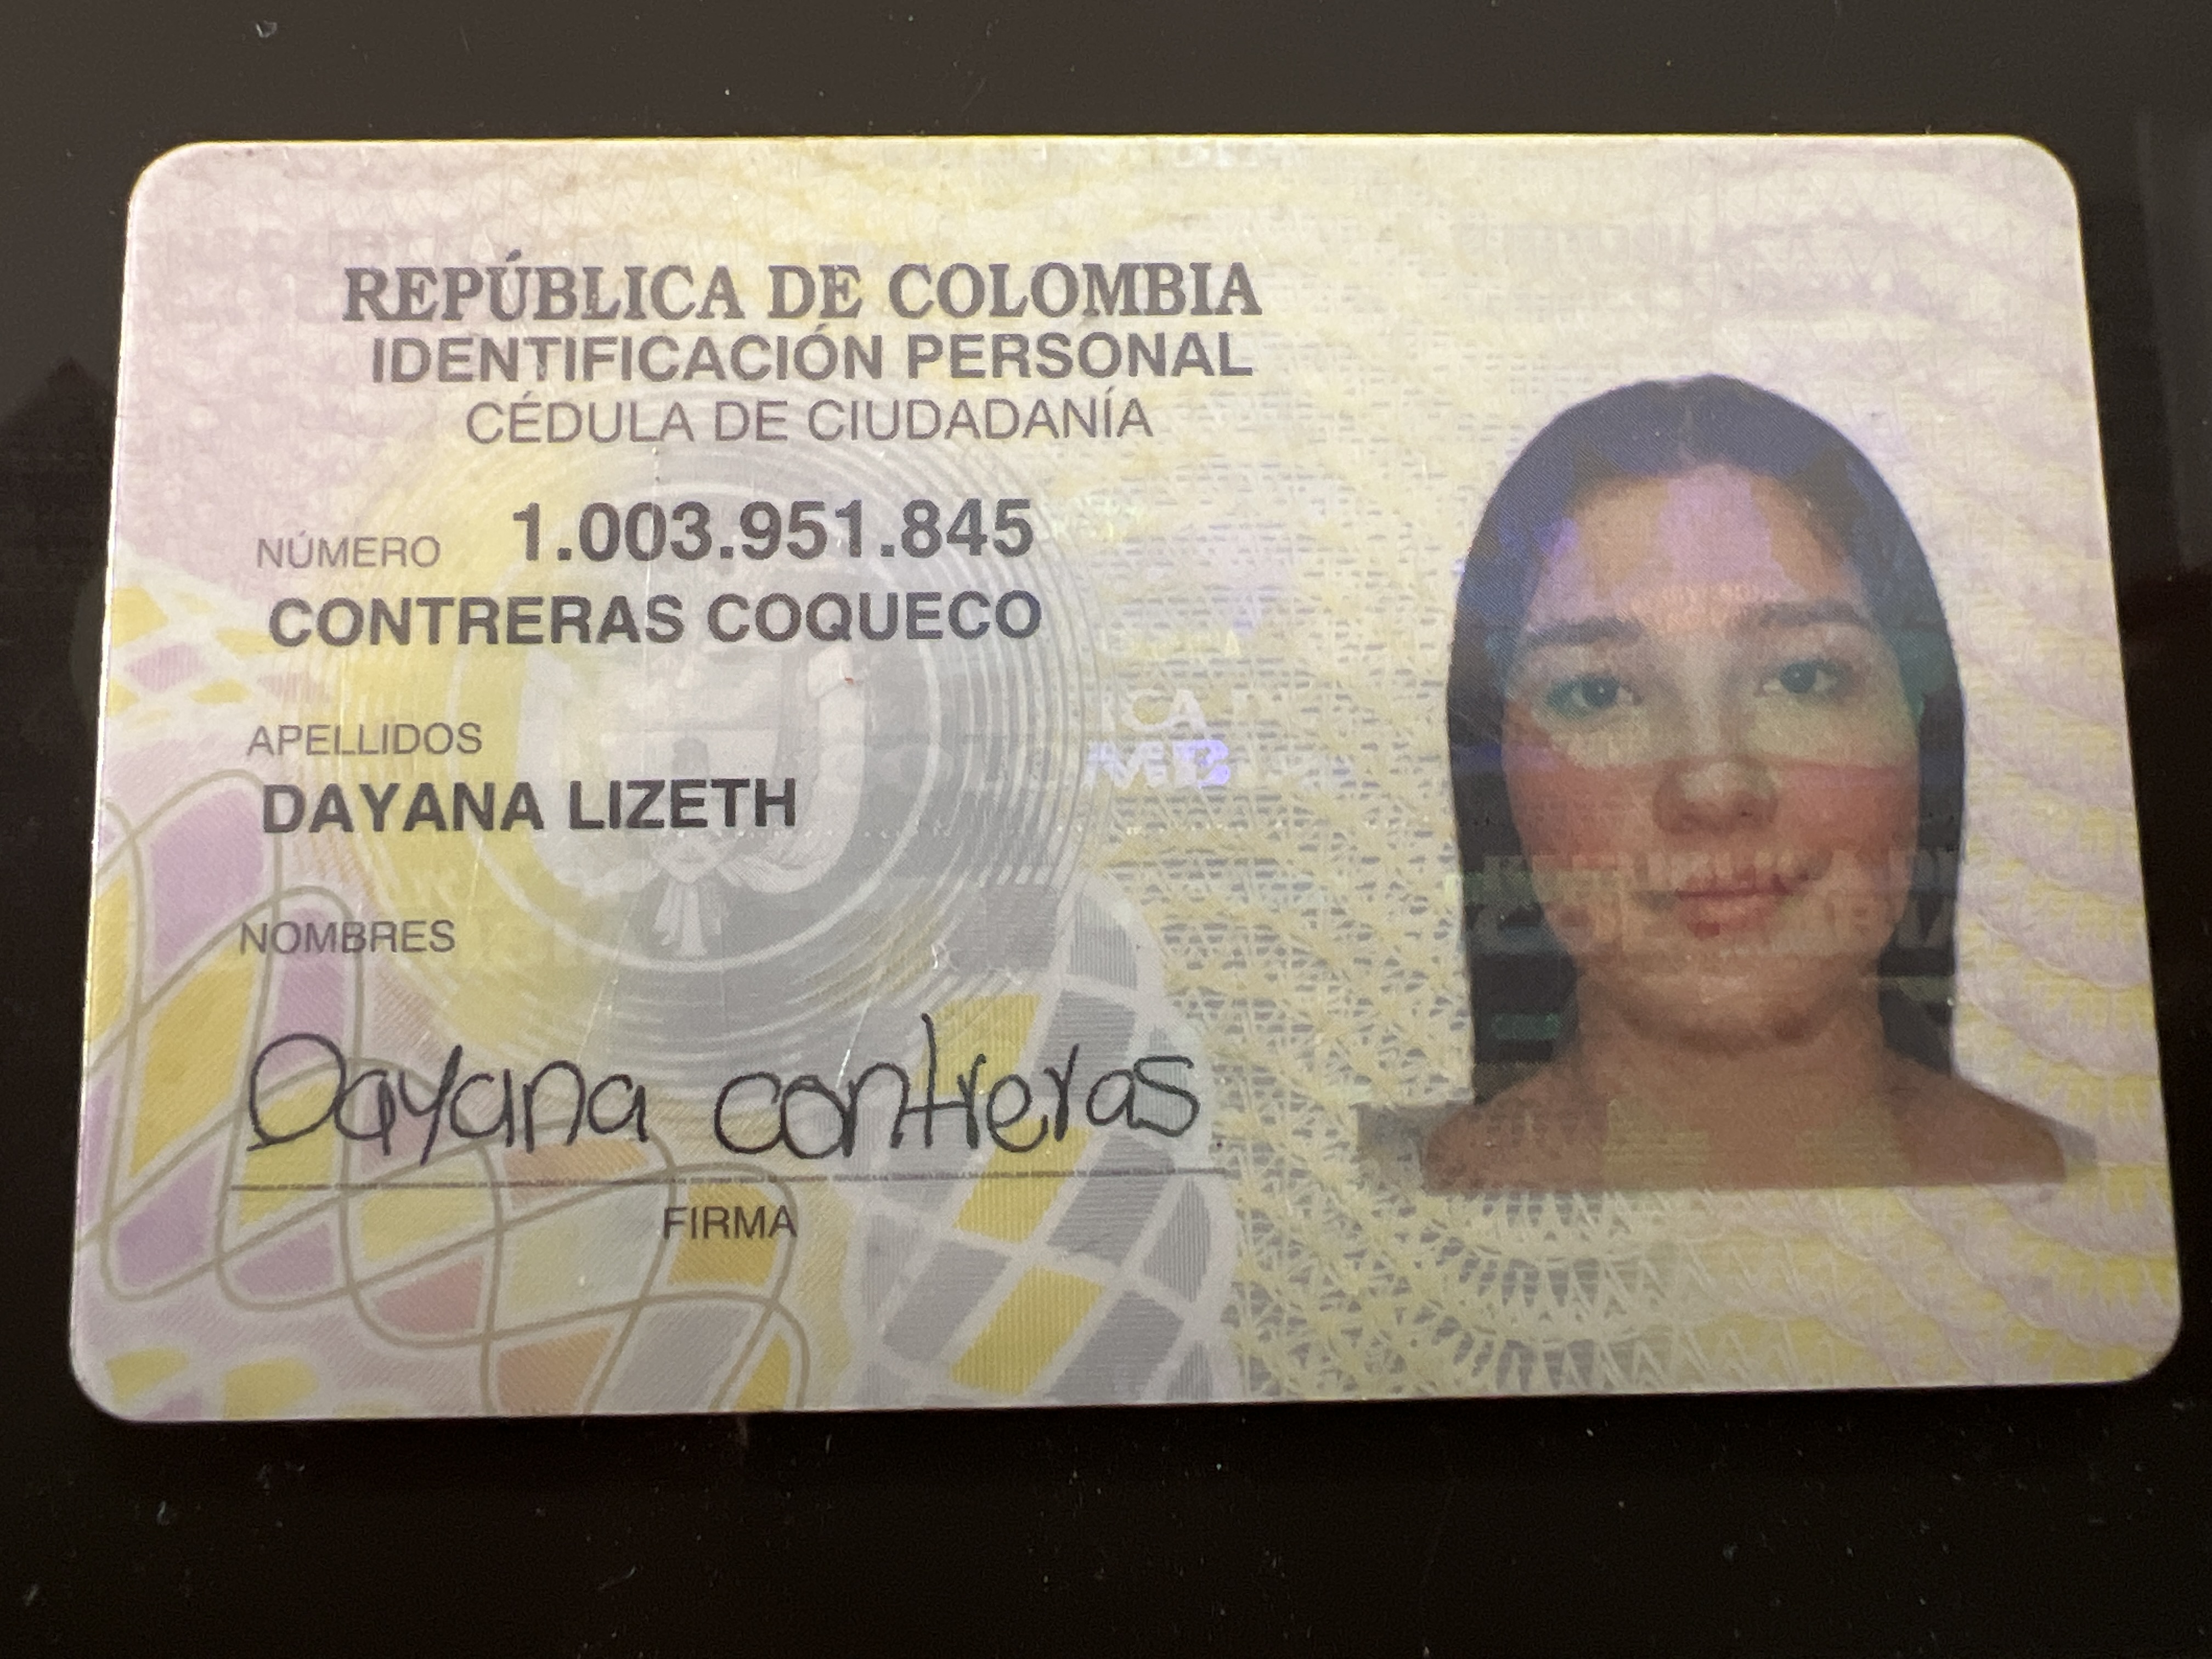 REPÚBLICA DE COLOMBIA
IDENTIFICACIÓN PERSONAL
CÉDULA DE CIUDADANÍA
NÚMERO 1.003.951.845
CONTRERAS COQUECO
APELLIDOS
DAYANA LIZETH
NOMBRES
Dayana contreras
FIRMA